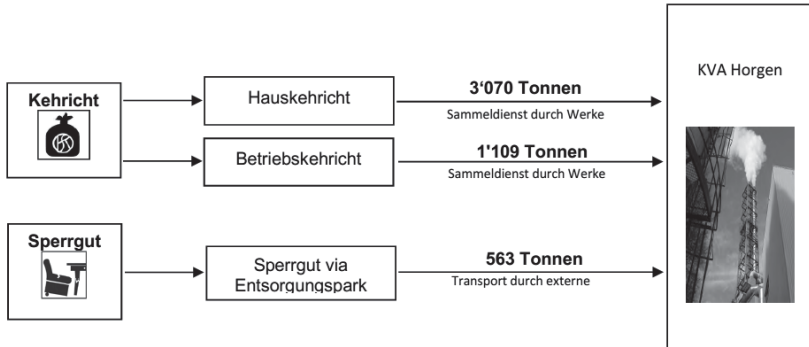 KVA Horgen
Kehricht
Hauskehricht
3‘070 Tonnen
Sammeldienst durch Werke
Betriebskehricht
1'109 Tonnen
Sammeldienst durch Werke
Sperrgut
Sperrgut via
Entsorgungspark
563 Tonnen
Transport durch externe